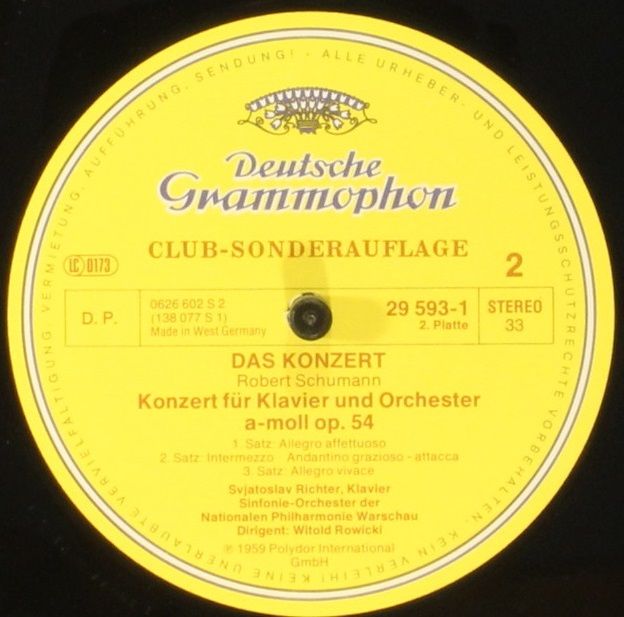 ALLE URHEBER- UND LEISTUNGSSCHUTZRECHTE VORBEHALTEN. KEIN VERLEIH! KEINE UNERLAUBTE VERVIELFÄLTIGUNG, VERMIETUNG, AUFFÜHRUNG, SENDUNG!
Deutsche
Grammophon
CLUB-SONDERAUFLAGE
LC 0173
2
D. P.
0626 602 S 2
(138 077 S 1)
Made in West Germany
29 593-1
2. Platte
STEREO
33
DAS KONZERT
Robert Schumann
Konzert für Klavier und Orchester
a-moll op. 54
1. Satz: Allegro affettuoso
2. Satz: Intermezzo Andantino grazioso - attacca
3. Satz: Allegro vivace
Svjatoslav Richter, Klavier
Sinfonie-Orchester der
Nationalen Philharmonie Warschau
Dirigent: Witold Rowicki
℗ 1959 Polydor International
GmbH